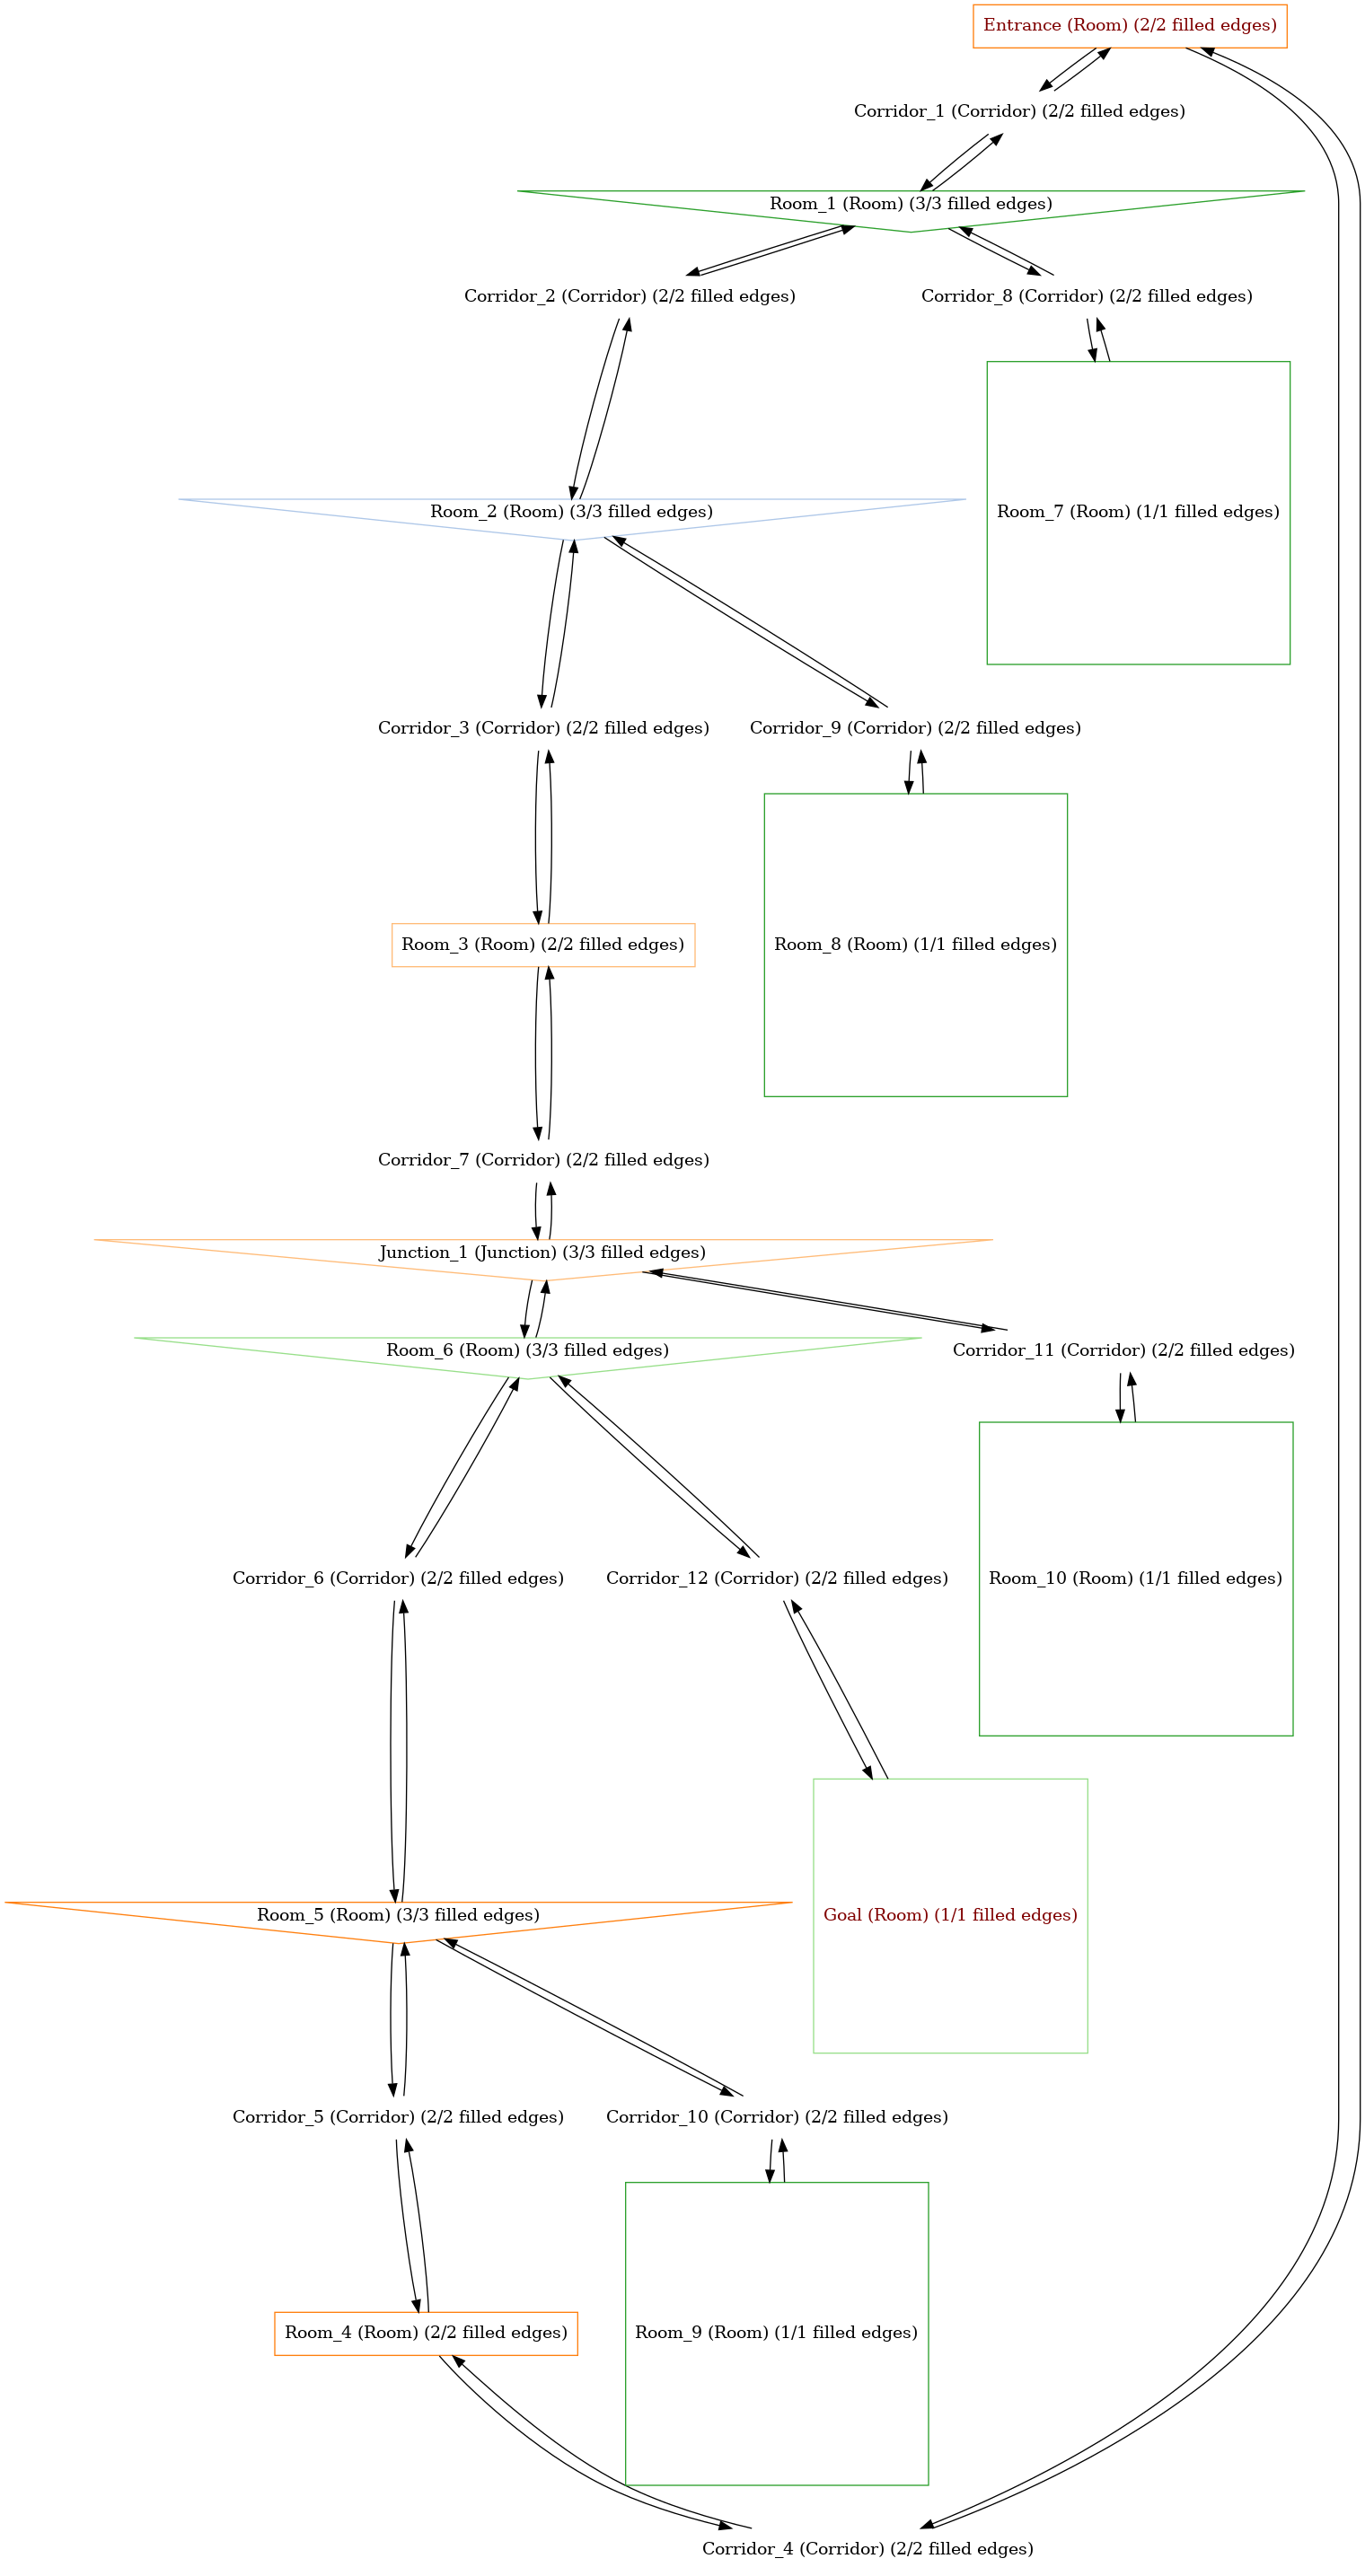 Entrance (Room) (2/2 filled edges)
Corridor_1 (Corridor) (2/2 filled edges)
Room_1 (Room) (3/3 filled edges)
Corridor_2 (Corridor) (2/2 filled edges)
Corridor_8 (Corridor) (2/2 filled edges)
Room_2 (Room) (3/3 filled edges)
Room_7 (Room) (1/1 filled edges)
Corridor_3 (Corridor) (2/2 filled edges)
Corridor_9 (Corridor) (2/2 filled edges)
Room_3 (Room) (2/2 filled edges)
Room_8 (Room) (1/1 filled edges)
Corridor_7 (Corridor) (2/2 filled edges)
Junction_1 (Junction) (3/3 filled edges)
Room_6 (Room) (3/3 filled edges)
Corridor_11 (Corridor) (2/2 filled edges)
Corridor_6 (Corridor) (2/2 filled edges)
Corridor_12 (Corridor) (2/2 filled edges)
Room_10 (Room) (1/1 filled edges)
Room_5 (Room) (3/3 filled edges)
Goal (Room) (1/1 filled edges)
Corridor_5 (Corridor) (2/2 filled edges)
Corridor_10 (Corridor) (2/2 filled edges)
Room_4 (Room) (2/2 filled edges)
Room_9 (Room) (1/1 filled edges)
Corridor_4 (Corridor) (2/2 filled edges)